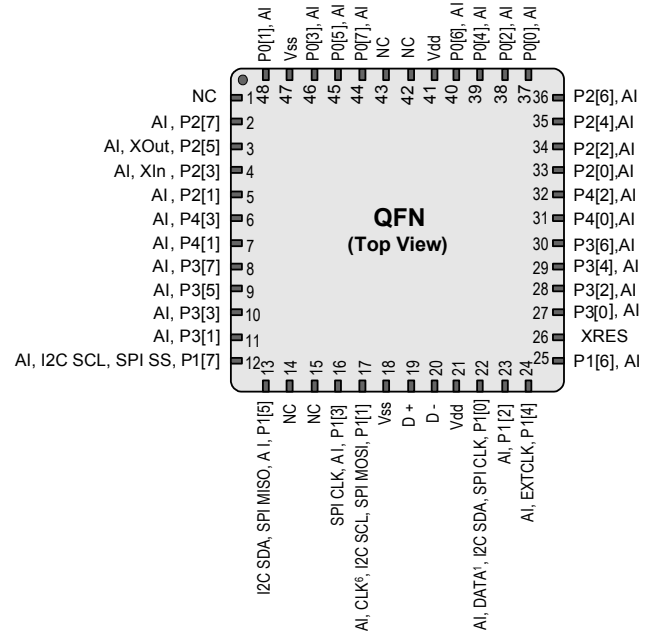 P0[1], AI
Vss
P0[3], AI
P0[5], AI
P0[7], AI
NC
NC
Vdd
P0[6], AI
P0[4], AI
P0[2], AI
P0[0], AI
48
47
46
45
44
43
42
41
40
39
38
37
NC 1
AI , P2[7] 2
AI, XOut, P2[5] 3
AI, XIn , P2[3] 4
AI , P2[1] 5
AI, P4[3] 6
AI, P4[1] 7
AI, P3[7] 8
AI, P3[5] 9
AI, P3[3] 10
AI, P3[1] 11
AI, I2C SCL, SPI SS, P1[7] 12
QFN
(Top View)
36 P2[6], AI
35 P2[4],AI
34 P2[2],AI
33 P2[0],AI
32 P4[2],AI
31 P4[0],AI
30 P3[6],AI
29 P3[4], AI
28 P3[2],AI
27 P3[0], AI
26 XRES
25 P1[6], AI
13
14
15
16
17
18
19
20
21
22
23
24
I2C SDA, SPI MISO, A I, P1[5]
NC
NC
SPI CLK, A I, P1[3]
AI, CLK⁶, I2C SCL, SPI MOSI, P1[1]
Vss
D +
D -
Vdd
AI, DATA¹, I2C SDA, SPI CLK, P1[0]
AI, P1[2]
AI, EXTCLK, P1[4]